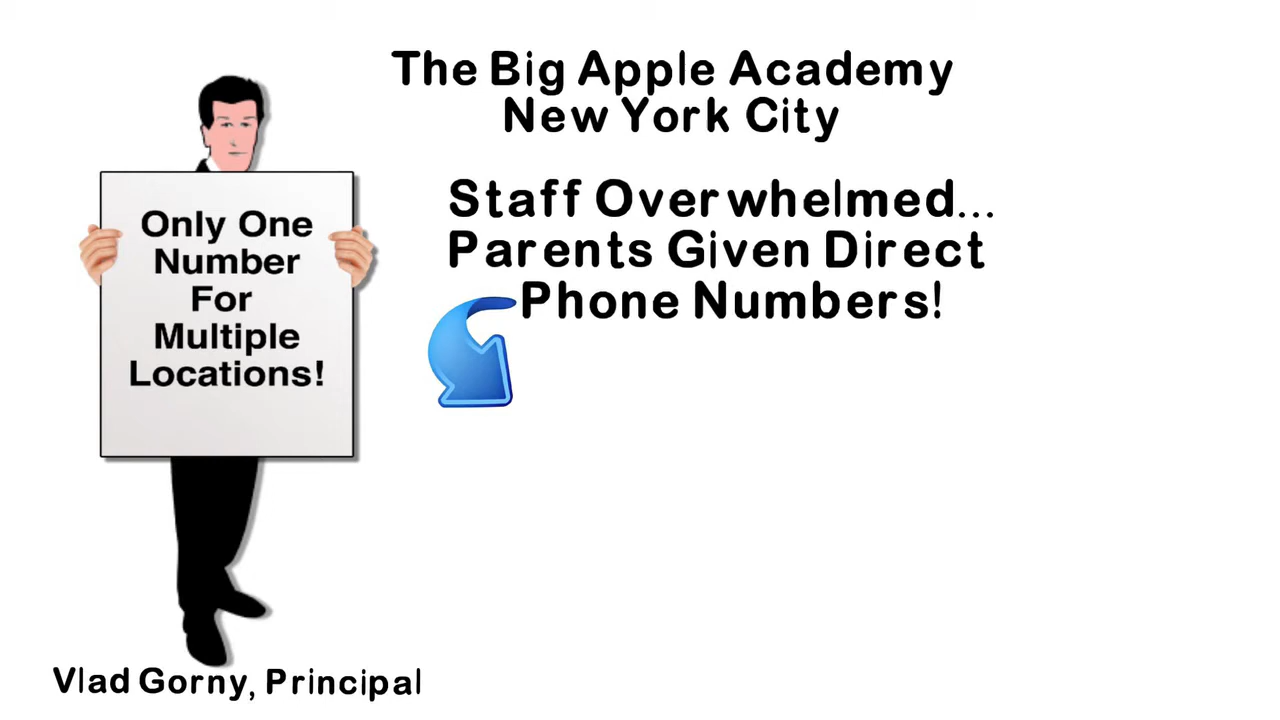 The Big Apple Academy
New York City
Staff Overwhelmed...
Parents Given Direct
Phone Numbers!
Only One
Number
For
Multiple
Locations!
Vlad Gorny, Principal